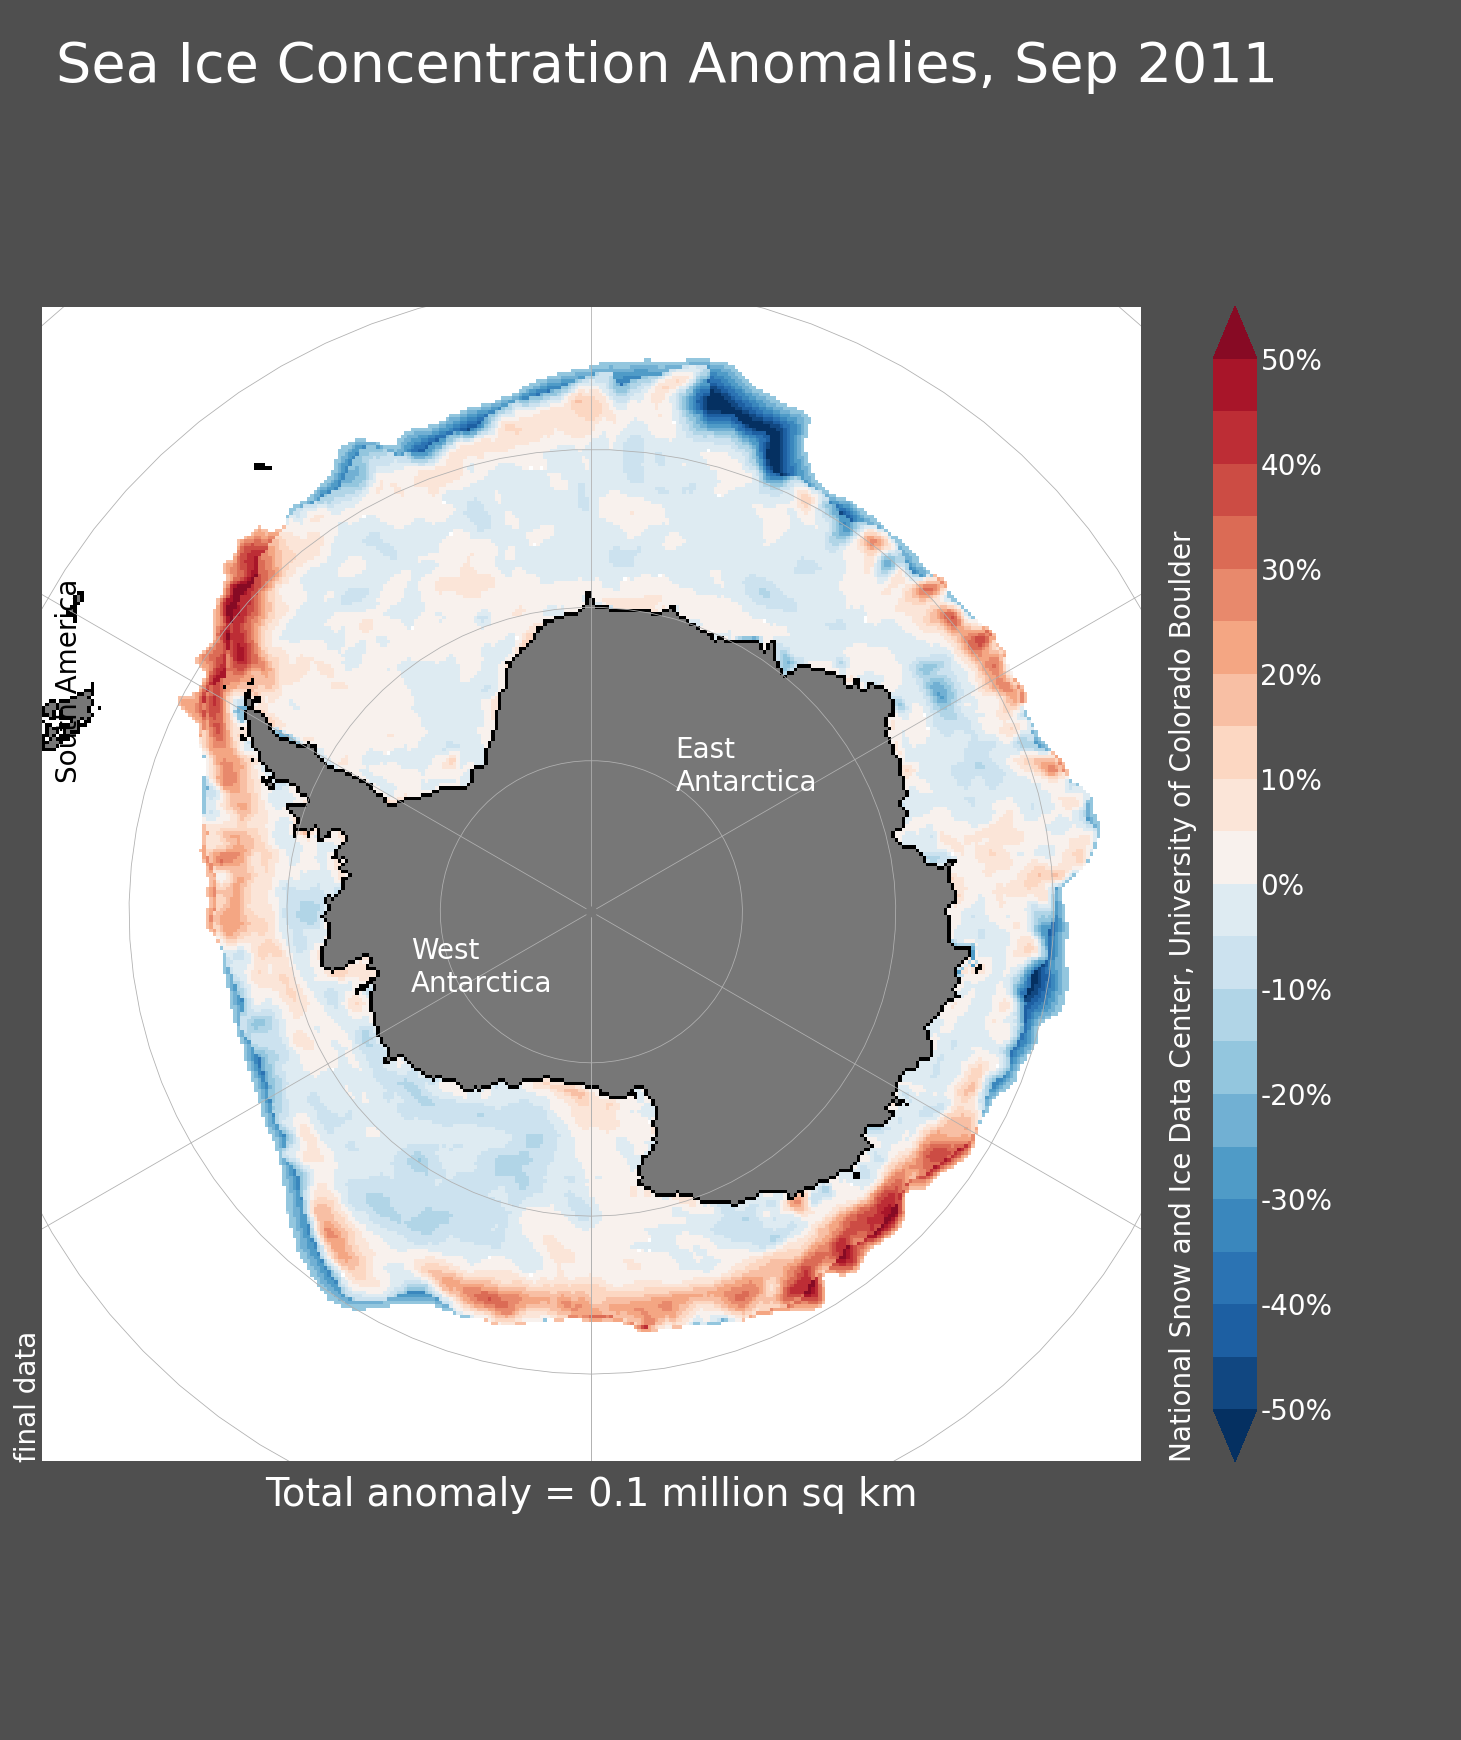 Sea Ice Concentration Anomalies, Sep 2011
South America
East
Antarctica
West
Antarctica
final data
Total anomaly = 0.1 million sq km
National Snow and Ice Data Center, University of Colorado Boulder
50%
40%
30%
20%
10%
0%
-10%
-20%
-30%
-40%
-50%